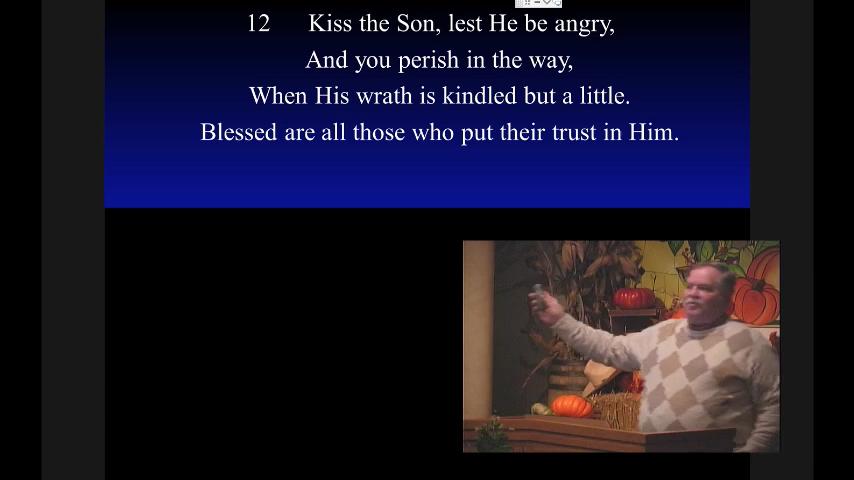 12 Kiss the Son, lest He be angry,
And you perish in the way,
When His wrath is kindled but a little.
Blessed are all those who put their trust in Him.